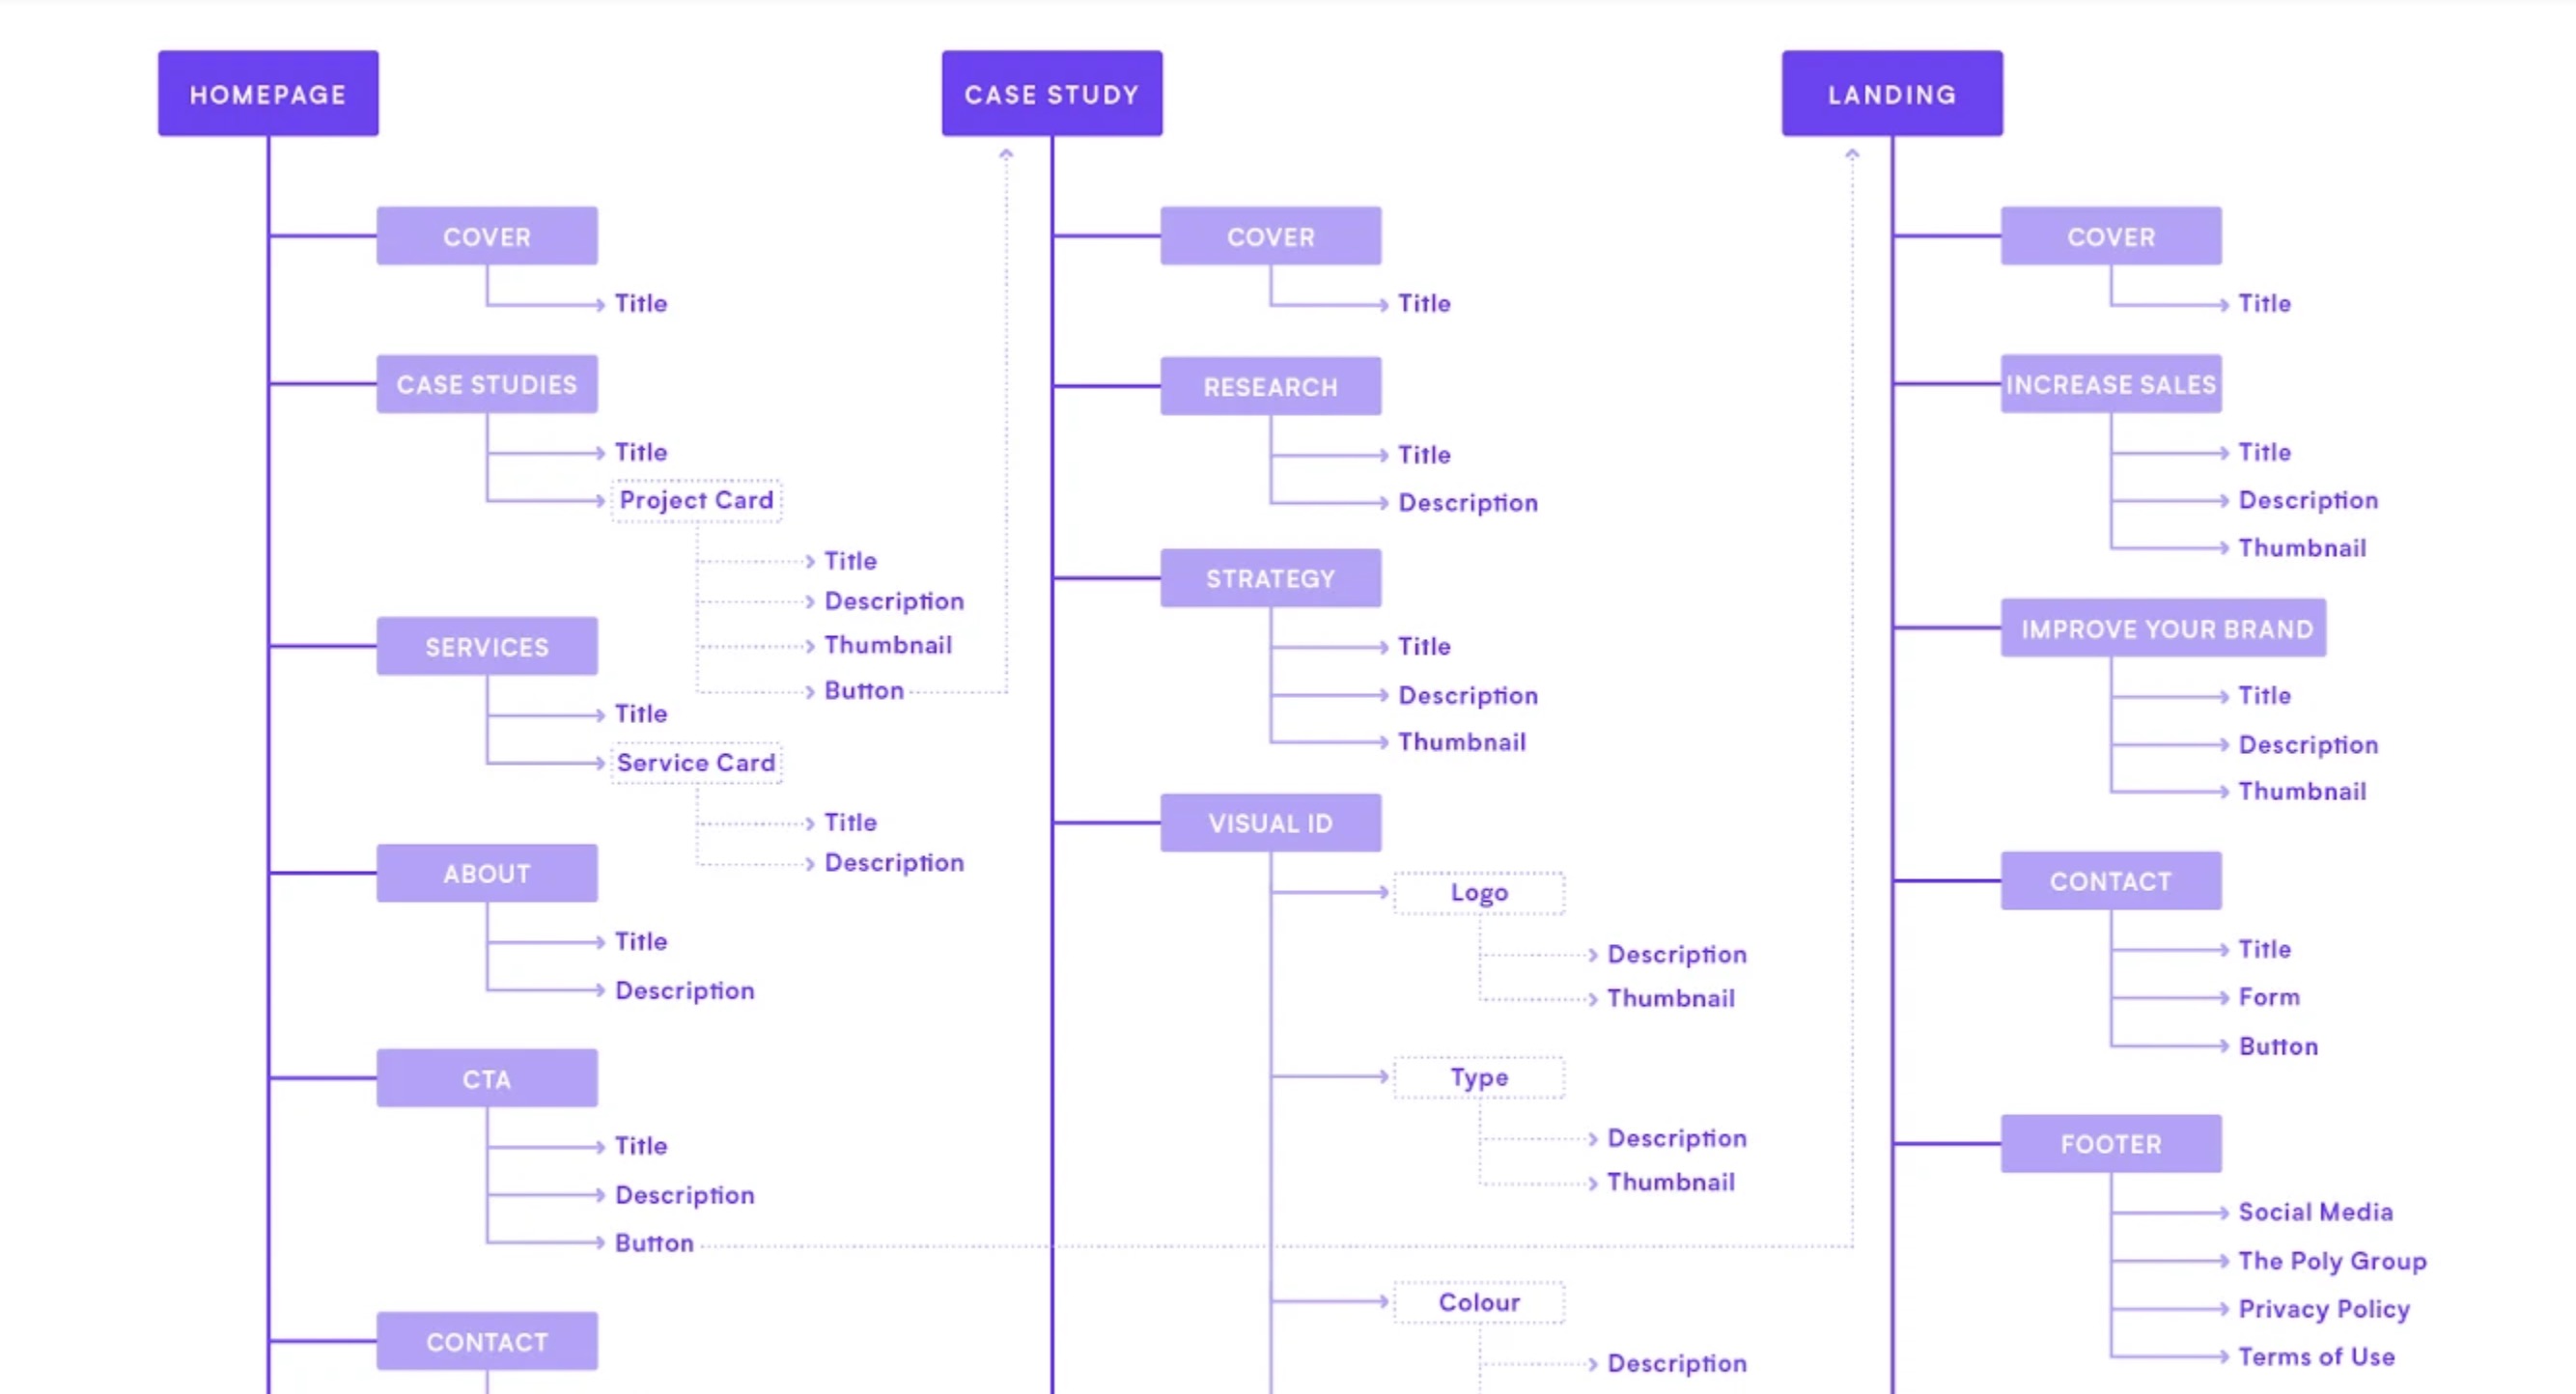 HOMEPAGE
COVER
Title
CASE STUDIES
Title
Project Card
Title
Description
Thumbnail
Button
SERVICES
Title
Service Card
Title
Description
ABOUT
Title
Description
CTA
Title
Description
Button
CONTACT
CASE STUDY
COVER
Title
RESEARCH
Title
Description
STRATEGY
Title
Description
Thumbnail
VISUAL ID
Logo
Description
Thumbnail
Type
Description
Thumbnail
Colour
Description
LANDING
COVER
Title
INCREASE SALES
Title
Description
Thumbnail
IMPROVE YOUR BRAND
Title
Description
Thumbnail
CONTACT
Title
Form
Button
FOOTER
Social Media
The Poly Group
Privacy Policy
Terms of Use